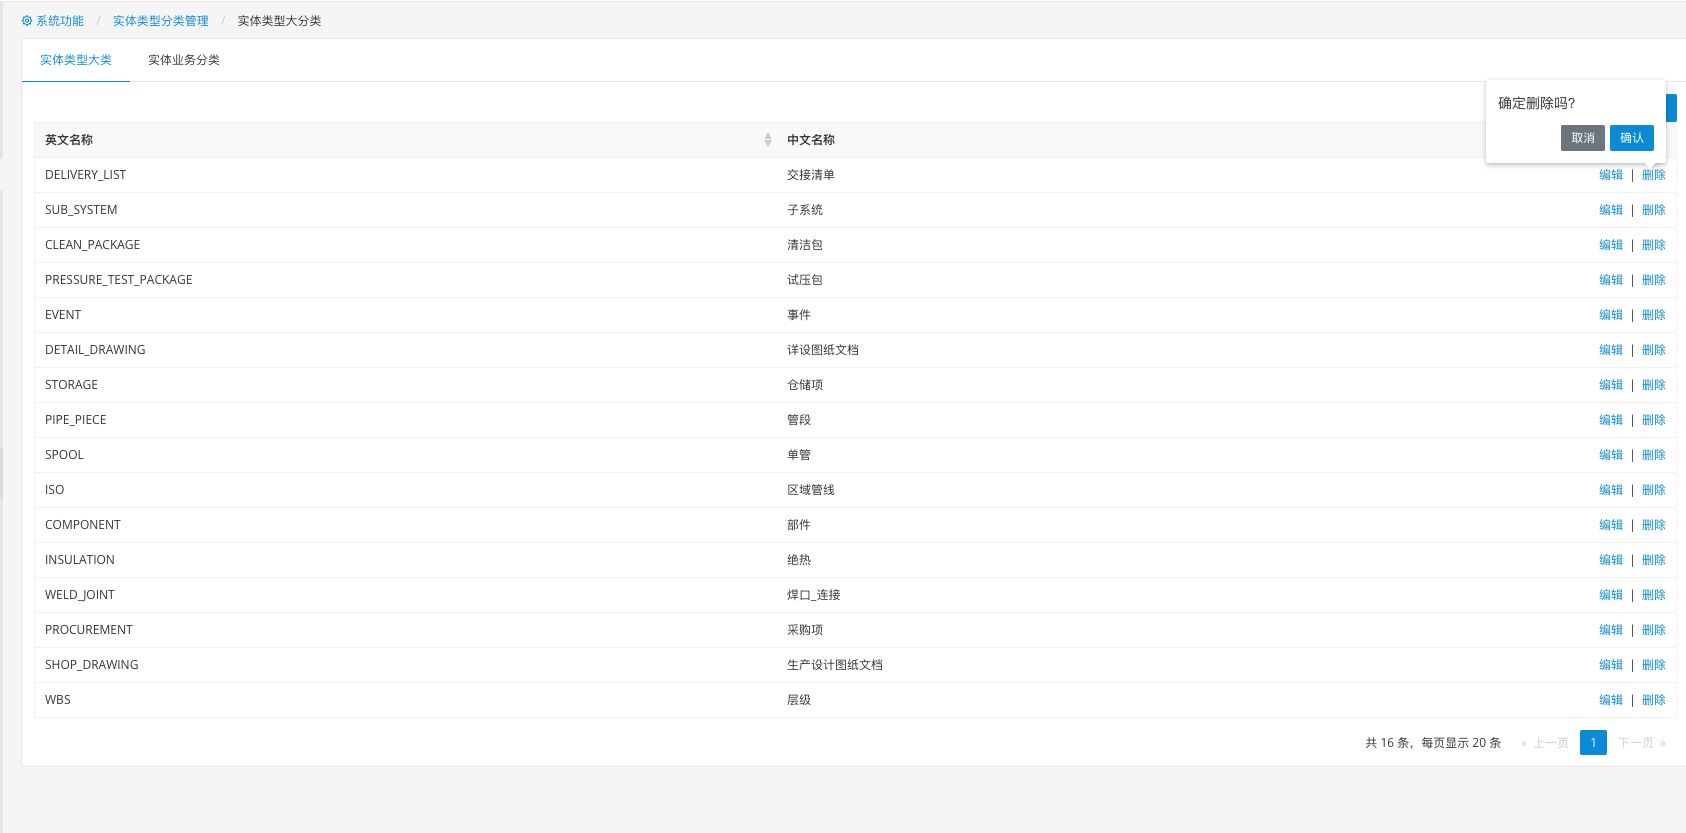 系统功能 / 实体类型分类管理 / 实体类型大分类
实体类型大类 实体业务分类
确定删除吗?
取消 确认
英文名称 中文名称
DELIVERY_LIST 交接清单 编辑 | 删除
SUB_SYSTEM 子系统 编辑 | 删除
CLEAN_PACKAGE 清洁包 编辑 | 删除
PRESSURE_TEST_PACKAGE 试压包 编辑 | 删除
EVENT 事件 编辑 | 删除
DETAIL_DRAWING 详设图纸文档 编辑 | 删除
STORAGE 仓储项 编辑 | 删除
PIPE_PIECE 管段 编辑 | 删除
SPOOL 单管 编辑 | 删除
ISO 区域管线 编辑 | 删除
COMPONENT 部件 编辑 | 删除
INSULATION 绝热 编辑 | 删除
WELD_JOINT 焊口_连接 编辑 | 删除
PROCUREMENT 采购项 编辑 | 删除
SHOP_DRAWING 生产设计图纸文档 编辑 | 删除
WBS 层级 编辑 | 删除
共 16 条，每页显示 20 条 « 上一页 1 下一页 »